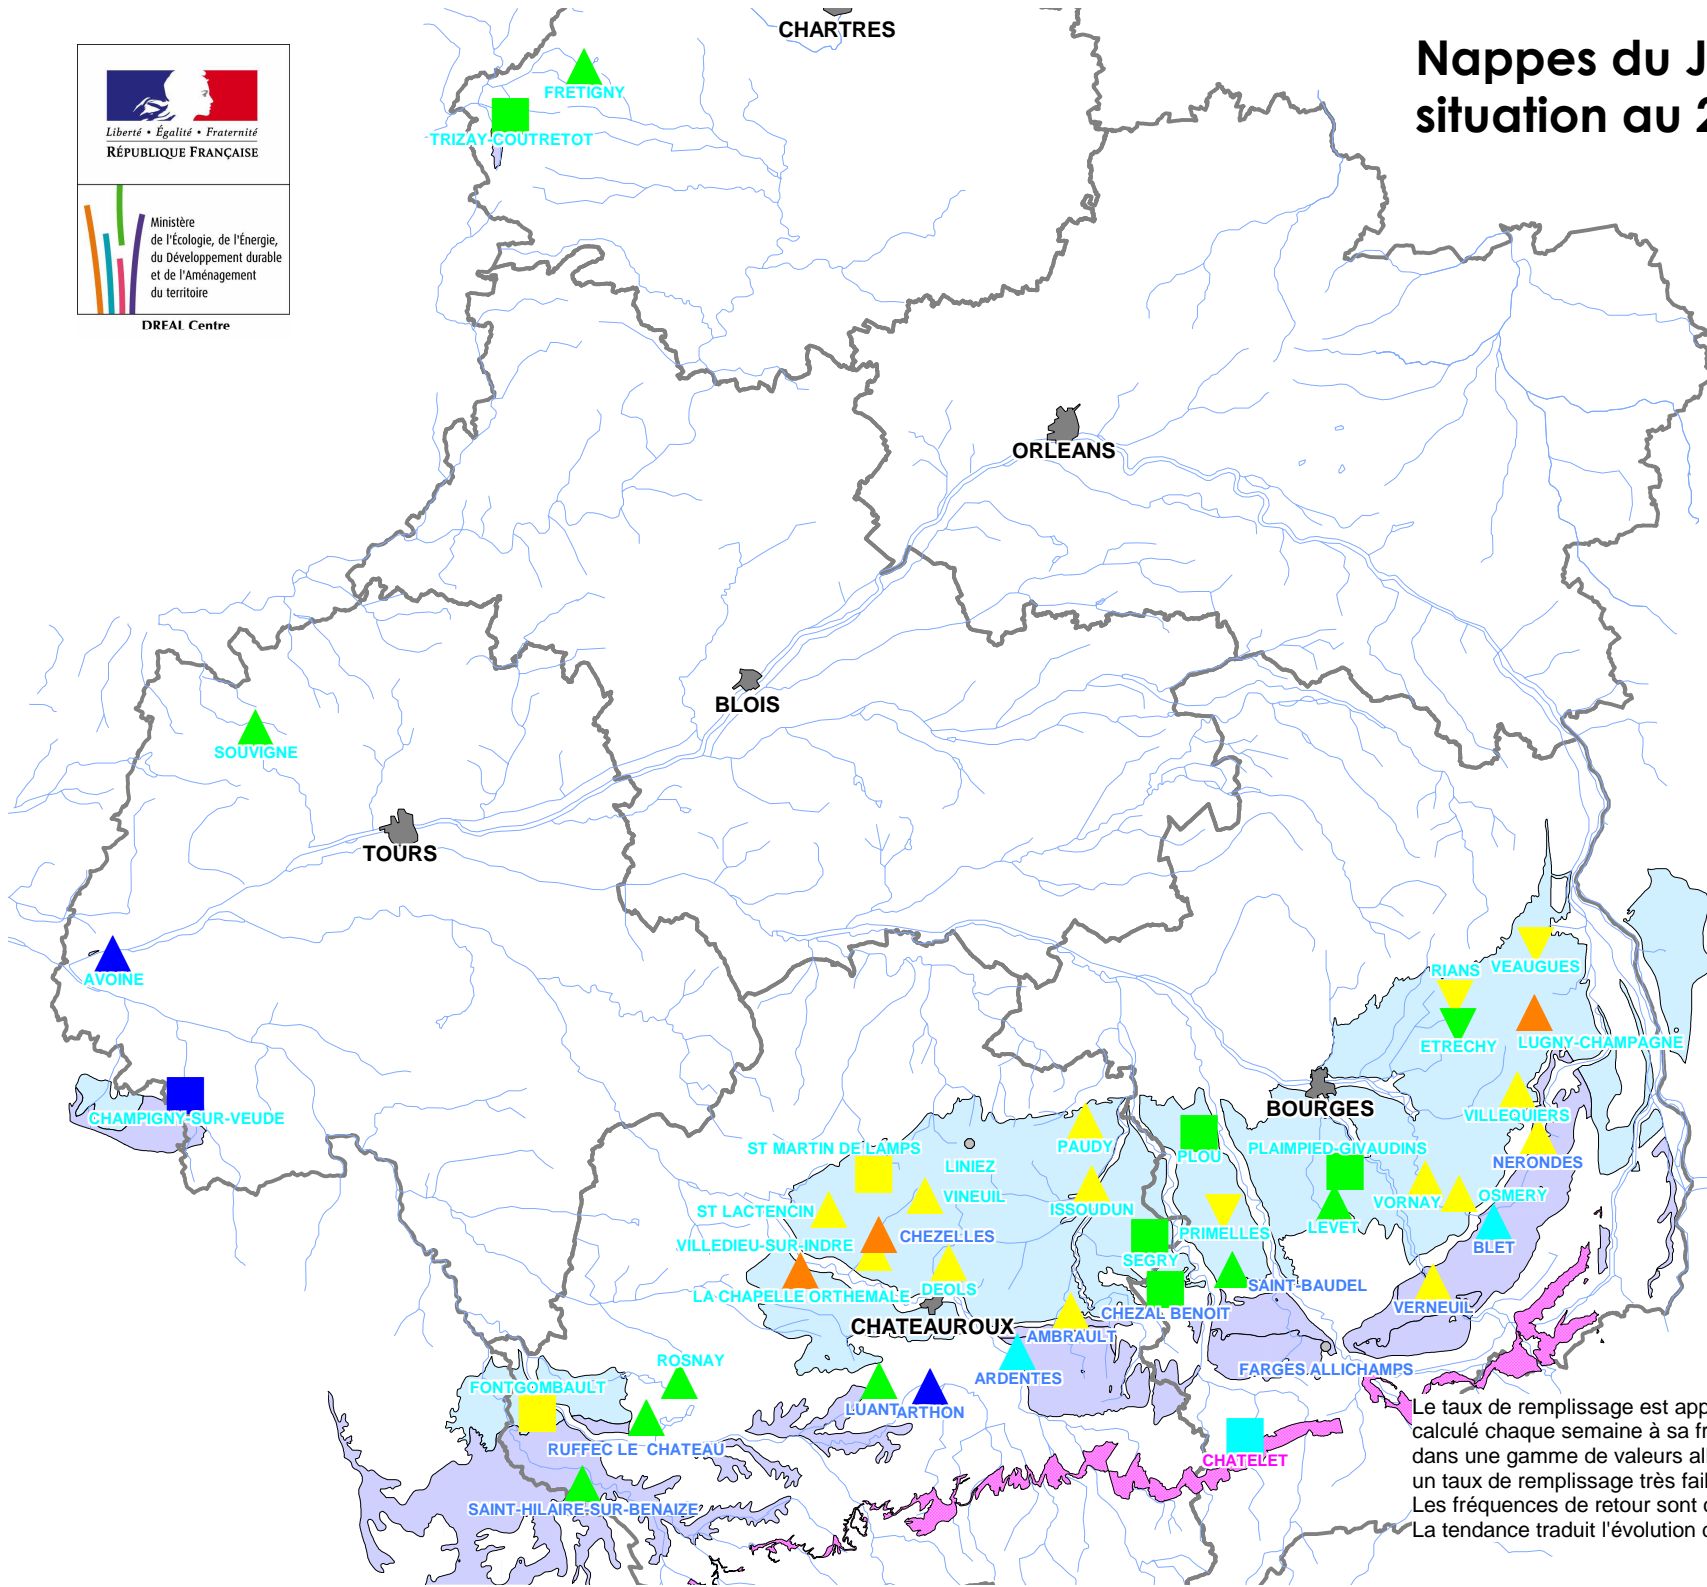 CHARTRES
Nappes du J
situation au 2
FRETIGNY
TRIZAY-COUTRETOT
Liberté • Égalité • Fraternité
RÉPUBLIQUE FRANÇAISE
Ministère
de l'Écologie, de l'Énergie,
du Développement durable
et de l'Aménagement
du territoire
DREAL Centre
ORLEANS
BLOIS
SOUVIGNE
TOURS
AVOINE
RIANS
VEAUGUES
ETRECHY
LUGNY-CHAMPAGNE
CHAMPIGNY-SUR-VEUDE
BOURGES
VILLEQUIERS
ST MARTIN DE LAMPS
PAUDY
PLOU
PLAIMPIED-GIVAUDINS
LINIEZ
NERONDES
VINEUIL
VORNAY
OSMERY
ST LACTENCIN
ISSOUDUN
PRIMELLES
LEVET
VILLEDIEU-SUR-INDRE
CHEZELLES
BLET
SEGRY
LA CHAPELLE ORTHEMALE
DEOLS
SAINT-BAUDEL
CHEZAL BENOIT
VERNEUIL
CHATEAUROUX
AMBRAULT
ROSNAY
ARDENTES
FARGES ALLICHAMPS
FONTGOMBAULT
LUANT
ARTHON
RUFFEC LE CHATEAU
CHATELET
SAINT-HILAIRE-SUR-BENAIZE
Le taux de remplissage est app
calculé chaque semaine à sa fr
dans une gamme de valeurs al
un taux de remplissage très fail
Les fréquences de retour sont
La tendance traduit l'évolution